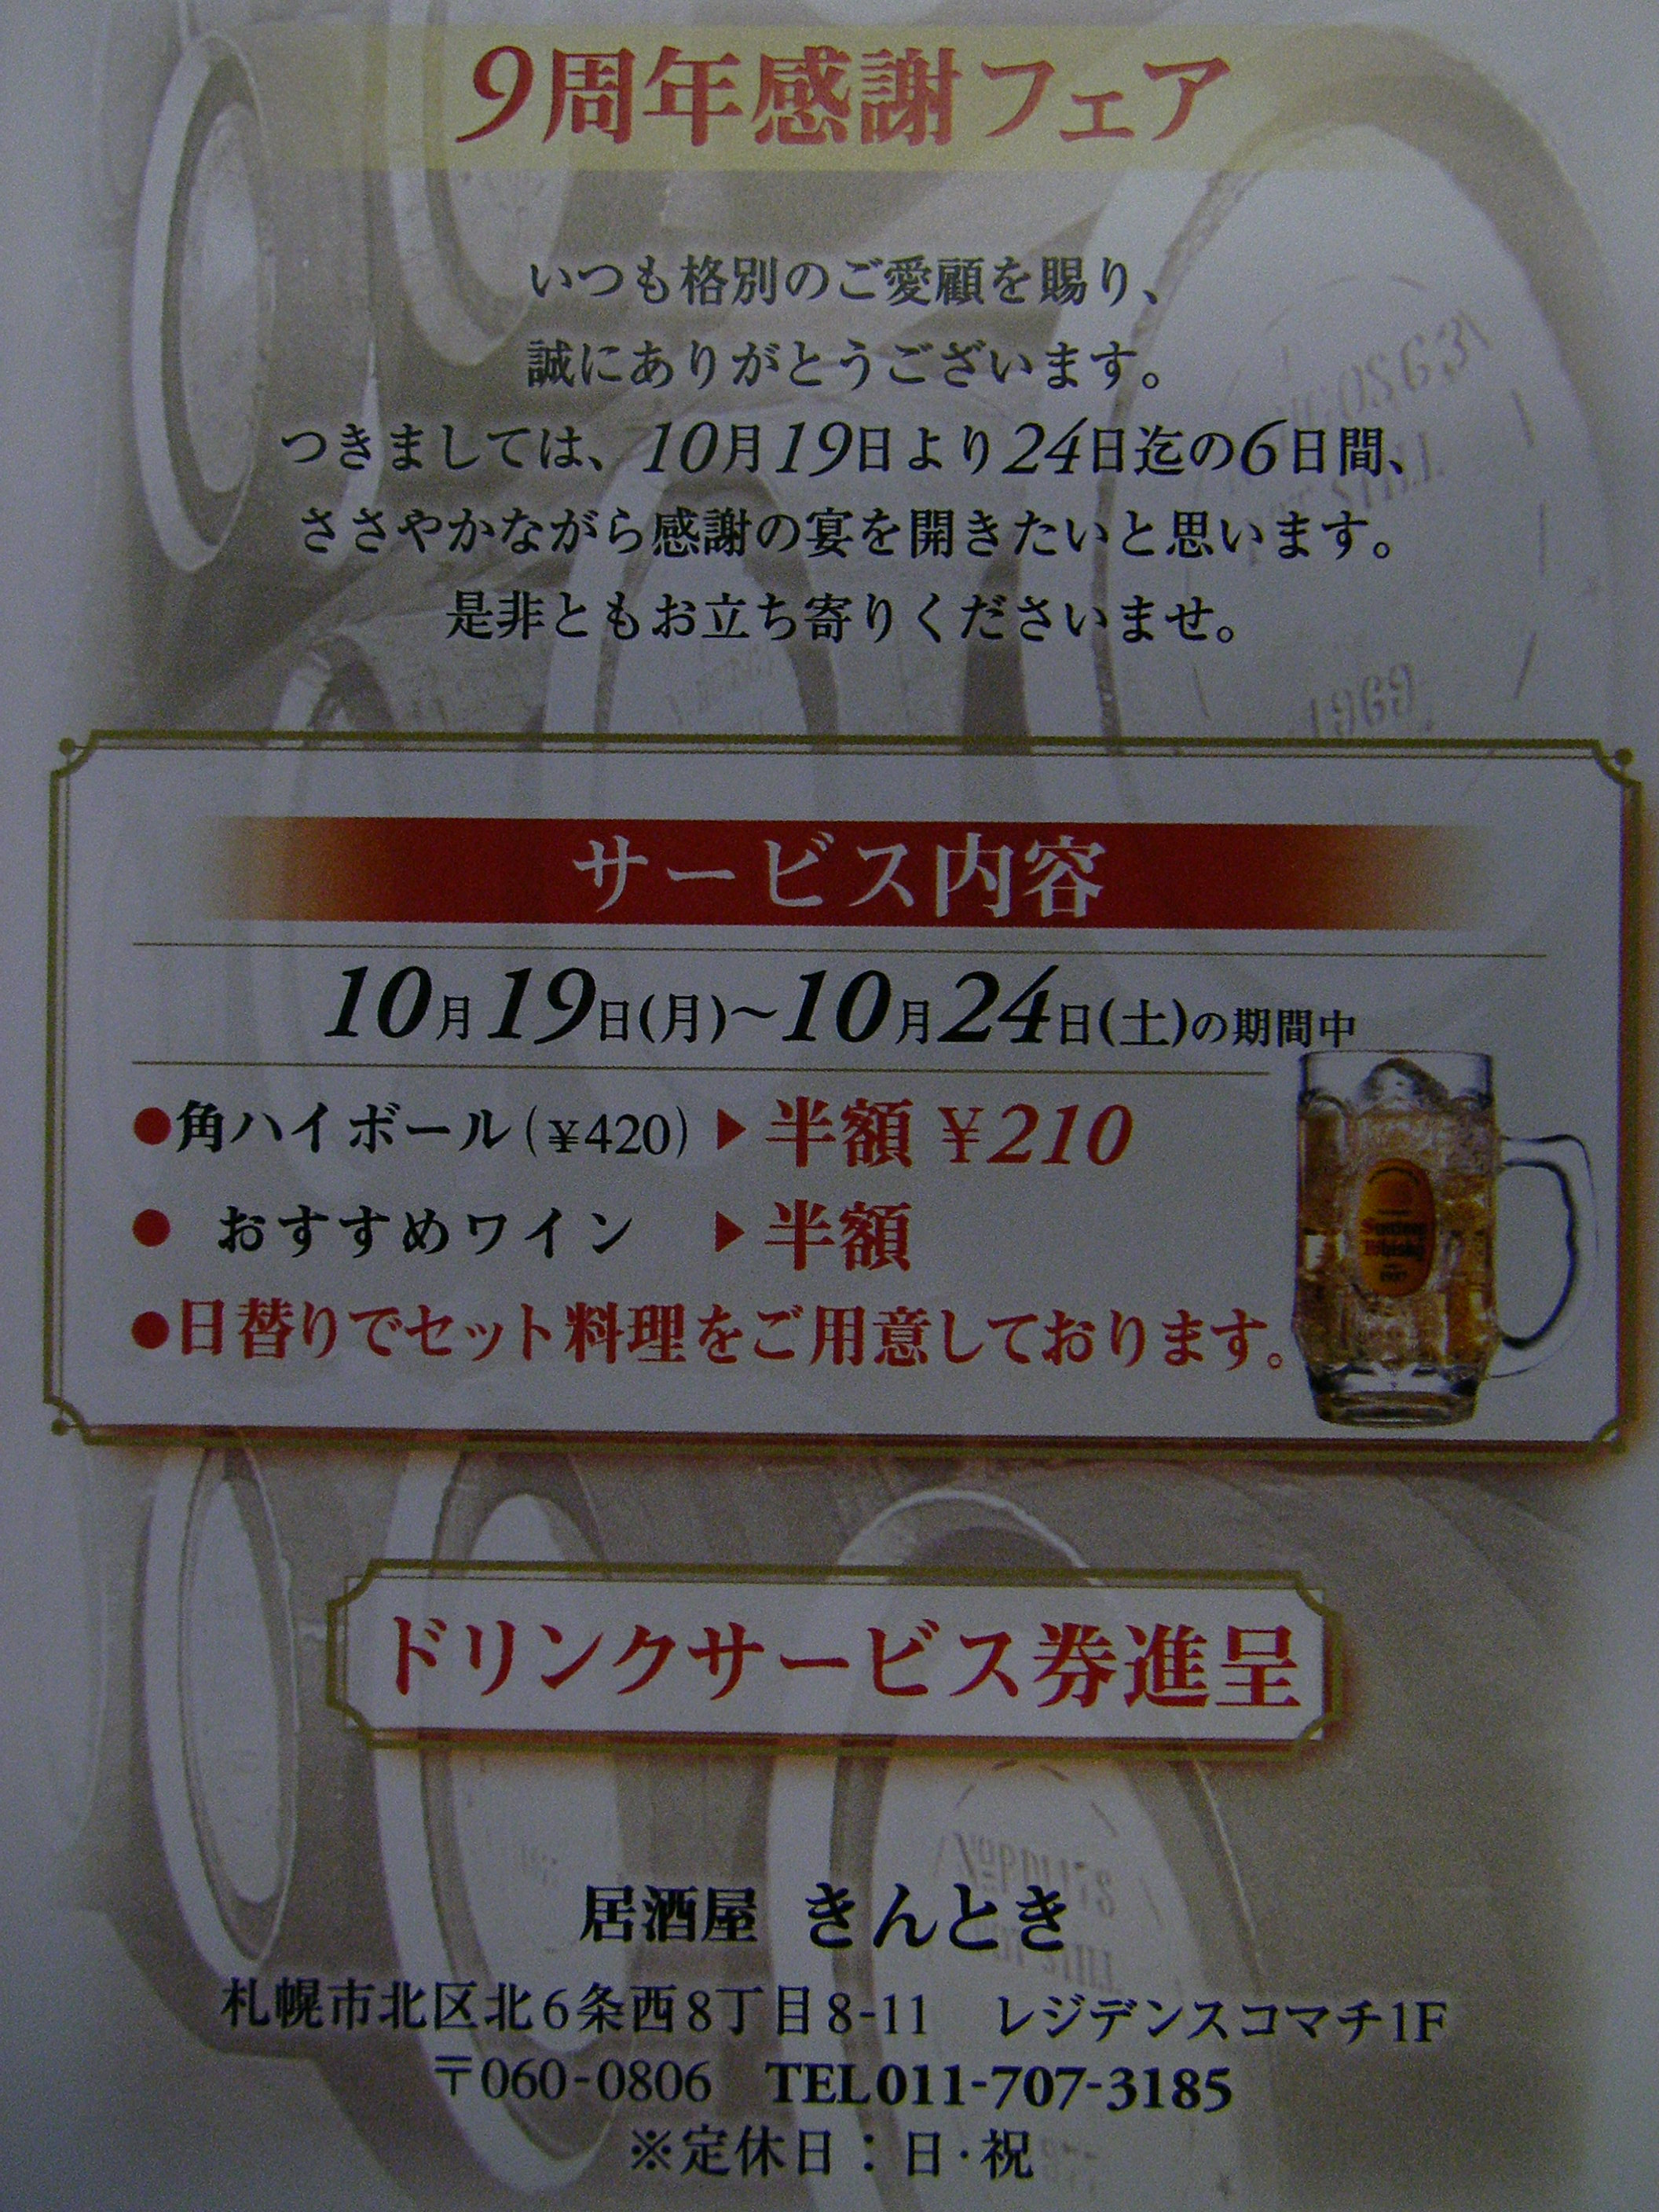 9周年感謝フェア
いつも格別のご愛顧を賜り、
誠にありがとうございます。
つきましては、10月19日より24日迄の6日間、
ささやかながら感謝の宴を開きたいと思います。
是非ともお立ち寄りくださいませ。
1969
サービス内容
10月19日(月)〜10月24日(土)の期間中
●角ハイボール(¥420)▶半額 ¥210
● おすすめワイン ▶半額
●日替りでセット料理をご用意しております。
Suntory
Whisky
1937
ドリンクサービス券進呈
居酒屋 きんとき
札幌市北区北6条西8丁目8-11 レジデンスコマチ1F
〒060-0806 TEL011-707-3185
※定休日：日·祝